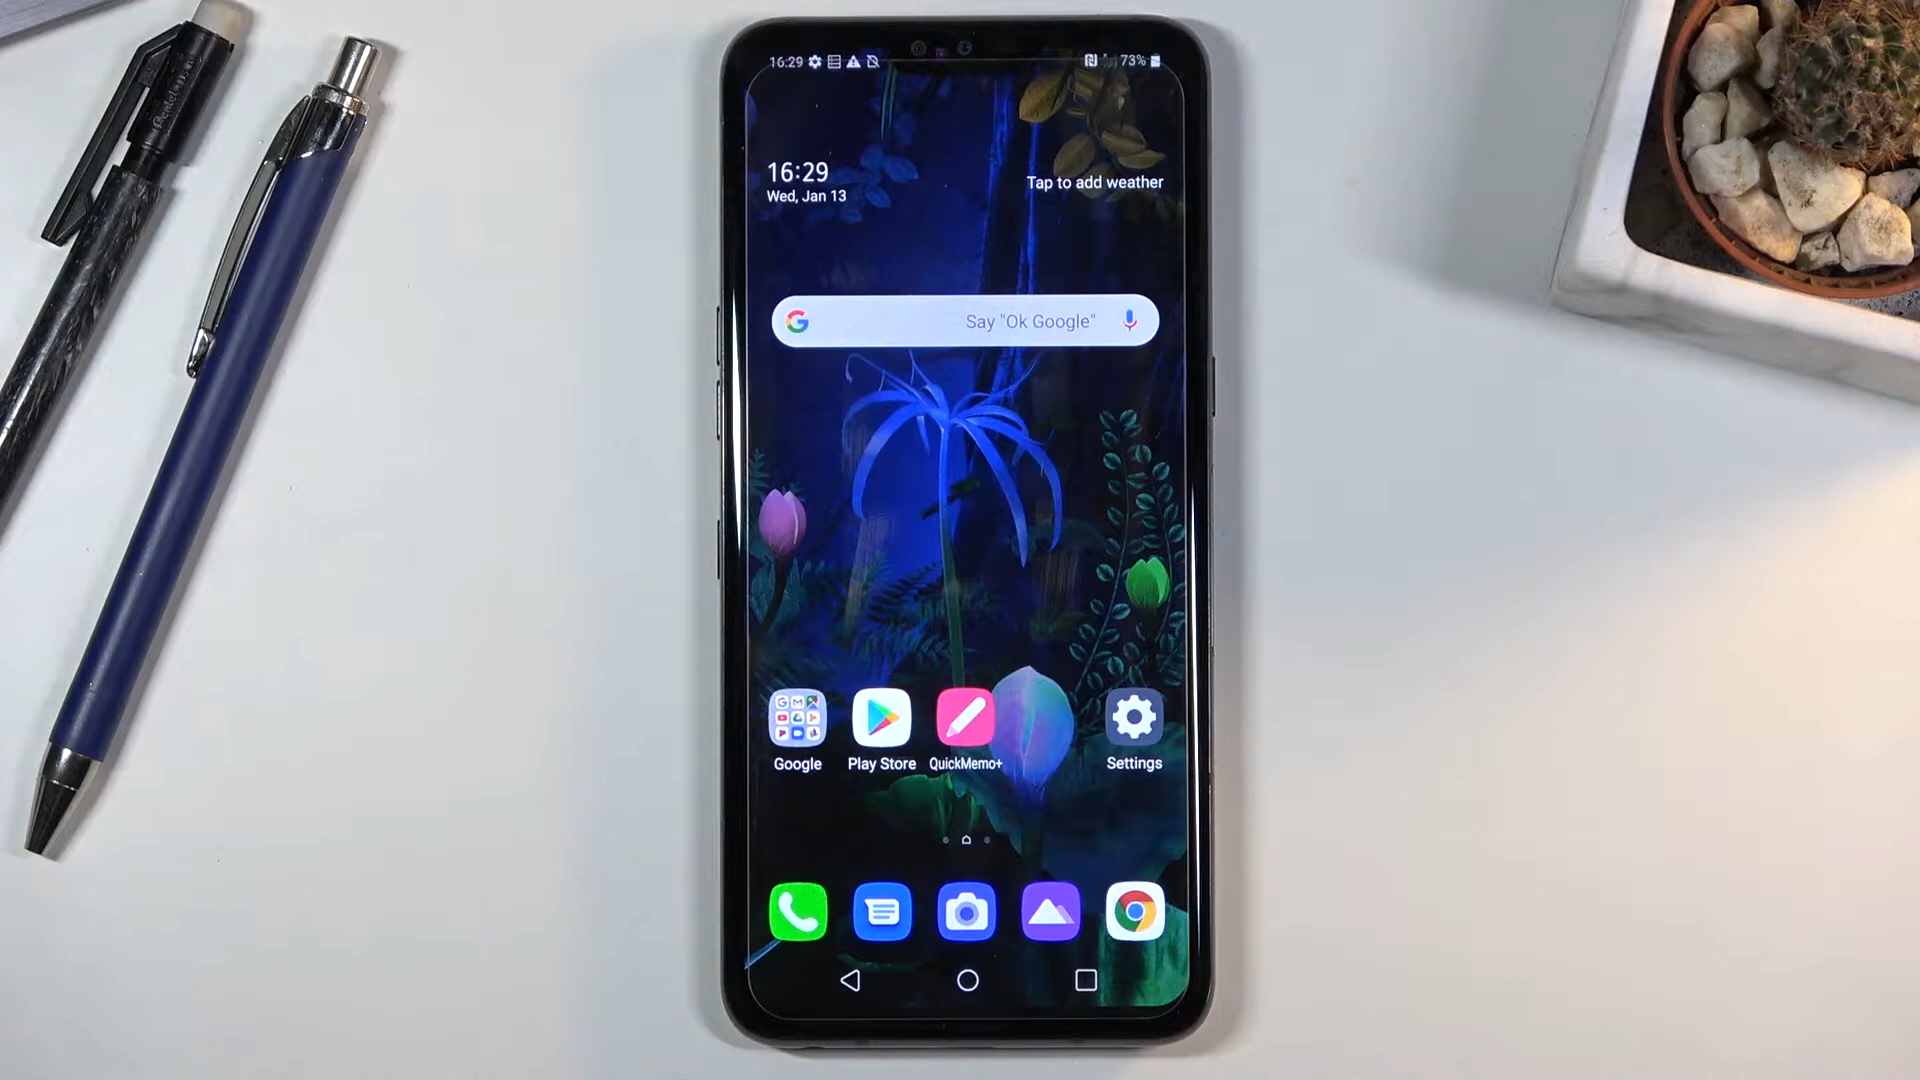 16:29
73%
16:29
Wed, Jan 13
Tap to add weather
Say "Ok Google"
Google
Play Store
QuickMemo+
Settings
Pentel